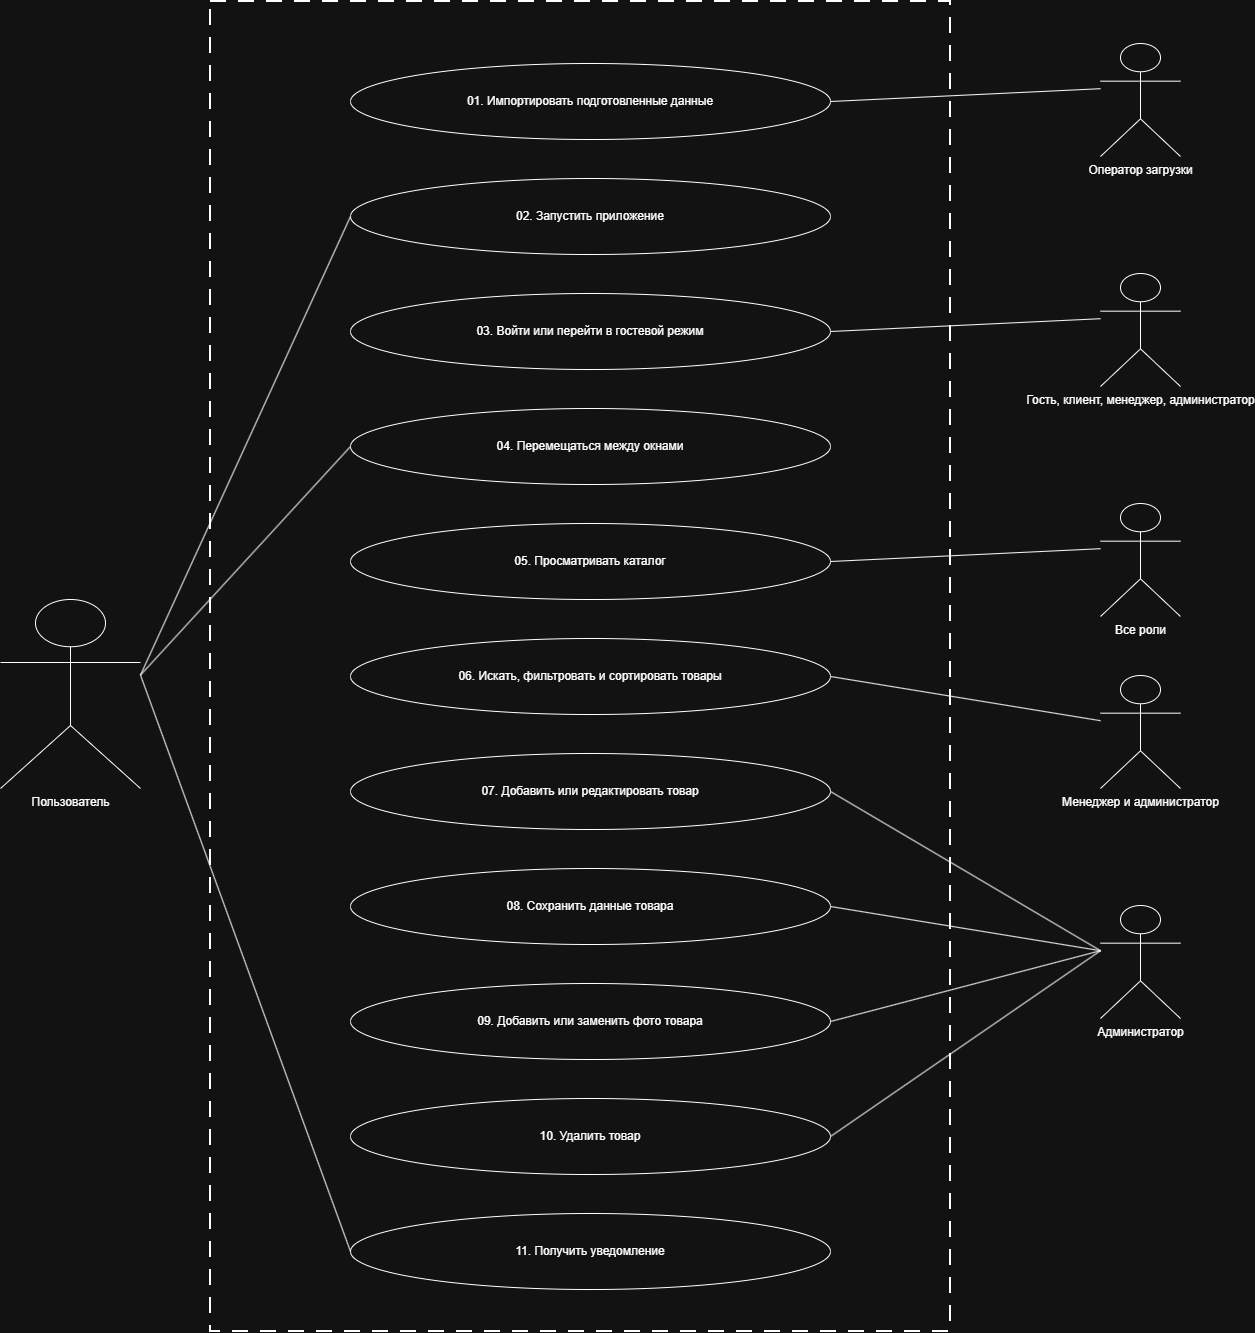 01. Импортировать подготовленные данные
Оператор загрузки
02. Запустить приложение
03. Войти или перейти в гостевой режим
Гость, клиент, менеджер, администратор
04. Перемещаться между окнами
05. Просматривать каталог
Все роли
06. Искать, фильтровать и сортировать товары
07. Добавить или редактировать товар
Пользователь
Менеджер и администратор
08. Сохранить данные товара
09. Добавить или заменить фото товара
Администратор
10. Удалить товар
11. Получить уведомление